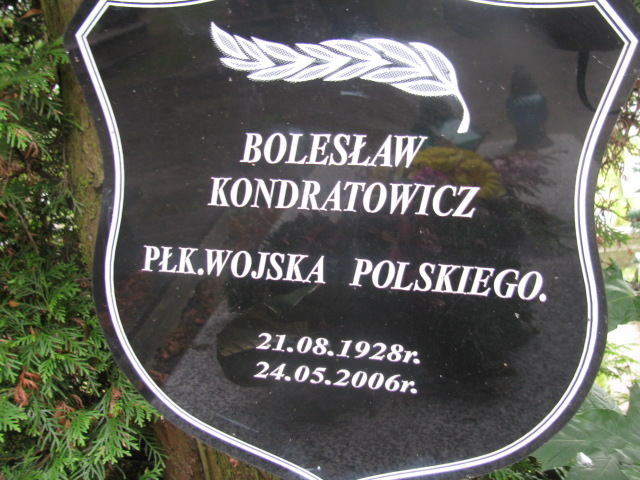 BOLESŁAW
KONDRATOWICZ
PŁK.WOJSKA POLSKIEGO.
21.08.1928r.
24.05.2006r.